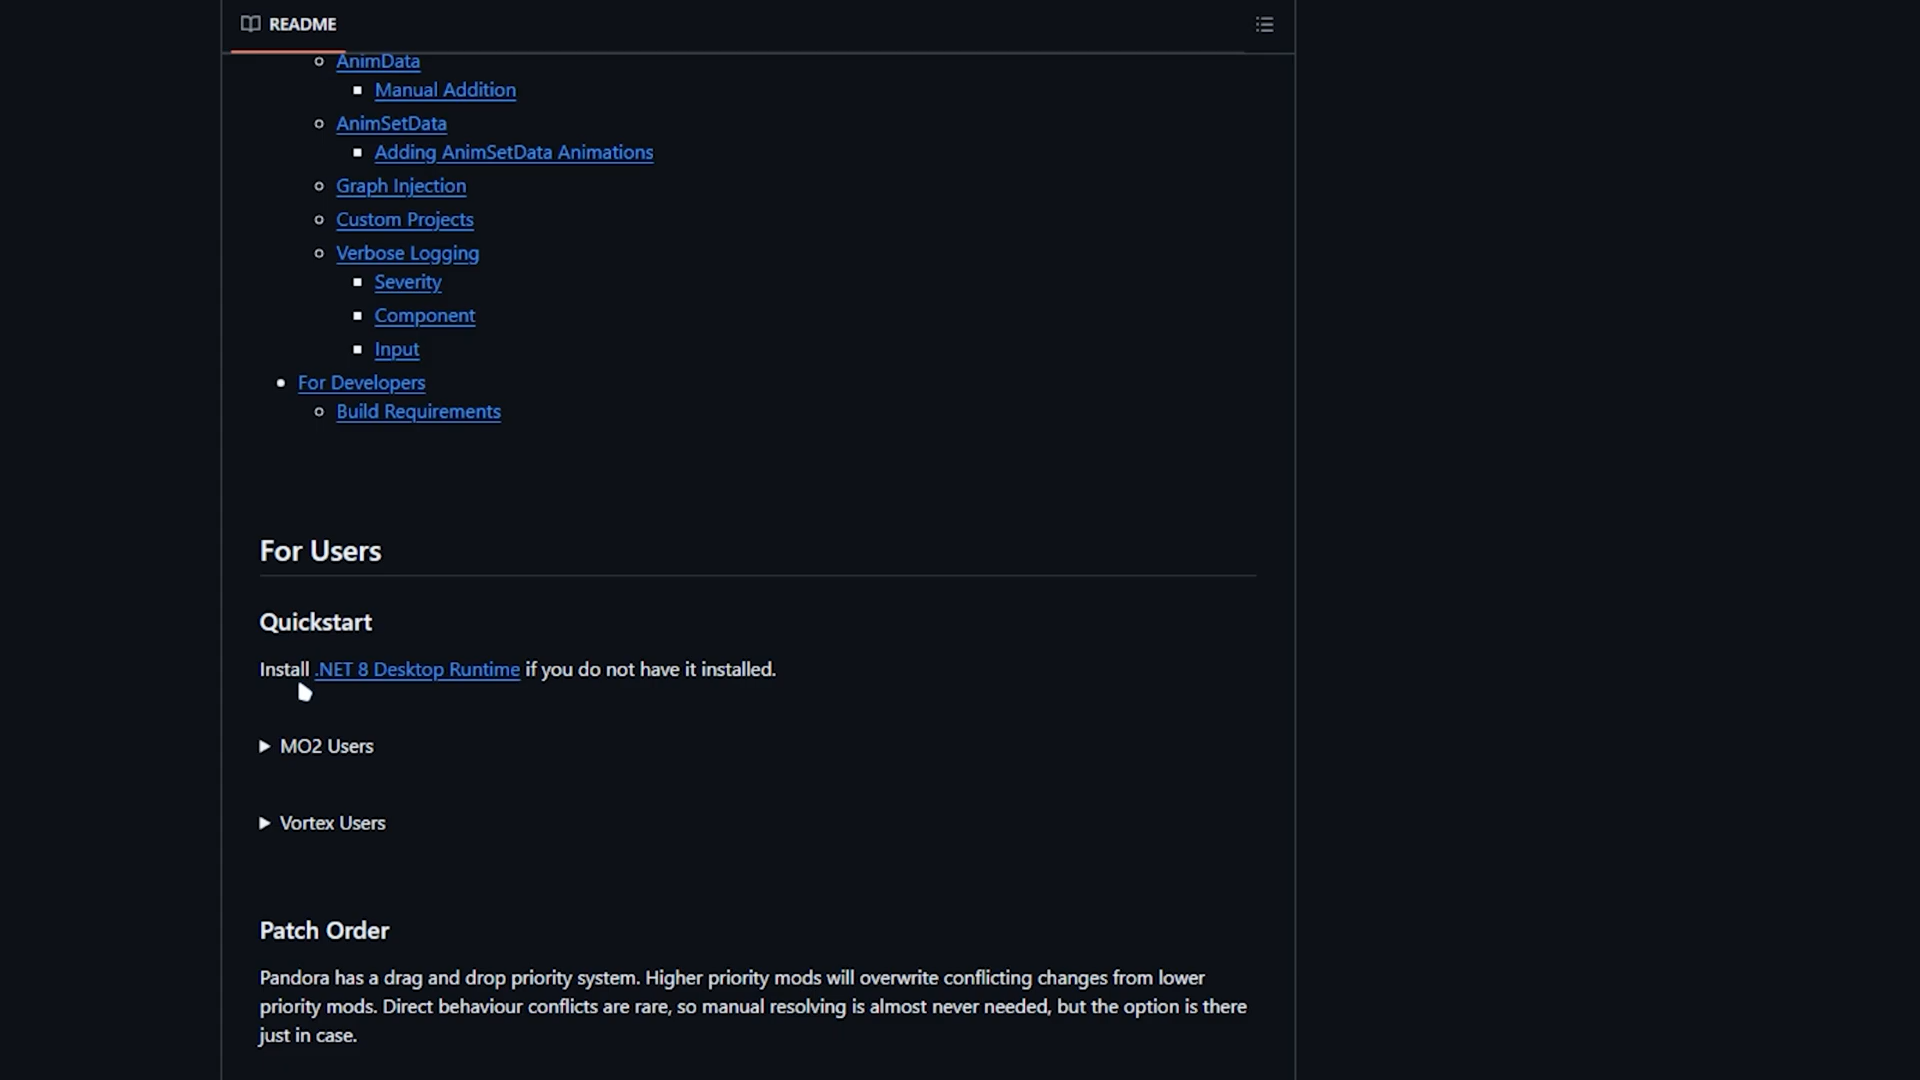 README
AnimData
Manual Addition
AnimSetData
Adding AnimSetData Animations
Graph Injection
Custom Projects
Verbose Logging
Severity
Component
Input
For Developers
Build Requirements
For Users
Quickstart
Install .NET 8 Desktop Runtime if you do not have it installed.
MO2 Users
Vortex Users
Patch Order
Pandora has a drag and drop priority system. Higher priority mods will overwrite conflicting changes from lower
priority mods. Direct behaviour conflicts are rare, so manual resolving is almost never needed, but the option is there
just in case.